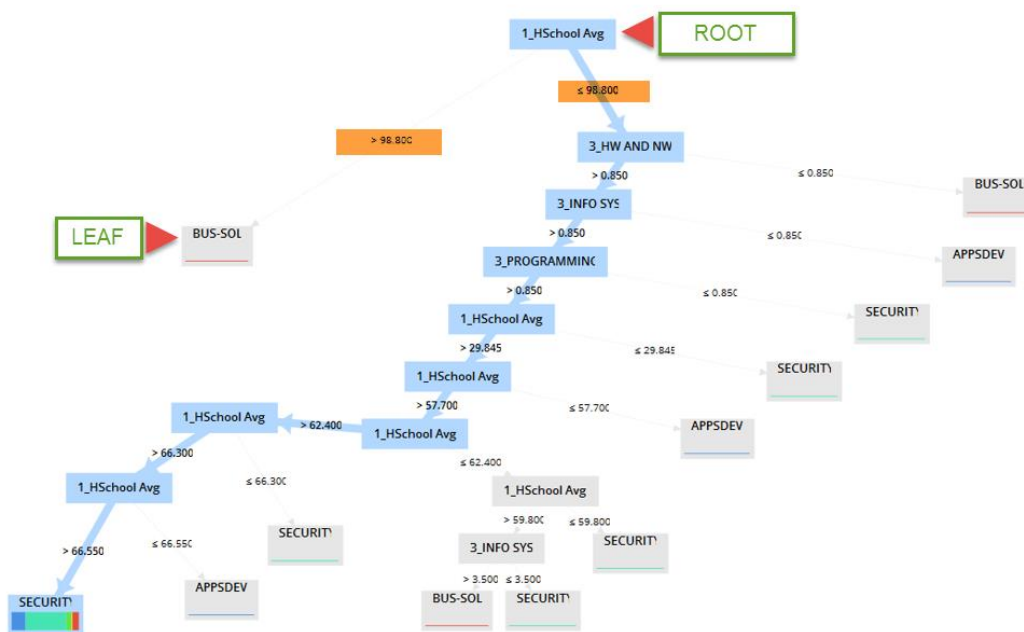 1_HSchool Avg
ROOT
≤ 98.800
> 98.800
3_HW AND NW
> 0.850
≤ 0.850
BUS-SOL
3_INFO SYS
LEAF
BUS-SOL
> 0.850
≤ 0.850
APPSDEV
3_PROGRAMMING
> 0.850
≤ 0.850
SECURITY
1_HSchool Avg
> 29.845
≤ 29.845
SECURITY
1_HSchool Avg
> 57.700
≤ 57.700
APPSDEV
1_HSchool Avg
> 62.400
1_HSchool Avg
≤ 62.400
> 66.300
≤ 66.300
1_HSchool Avg
1_HSchool Avg
> 59.800
≤ 59.800
SECURITY
SECURITY
3_INFO SYS
> 66.550
≤ 66.550
> 3.500
≤ 3.500
APPSDEV
BUS-SOL
SECURITY
SECURITY